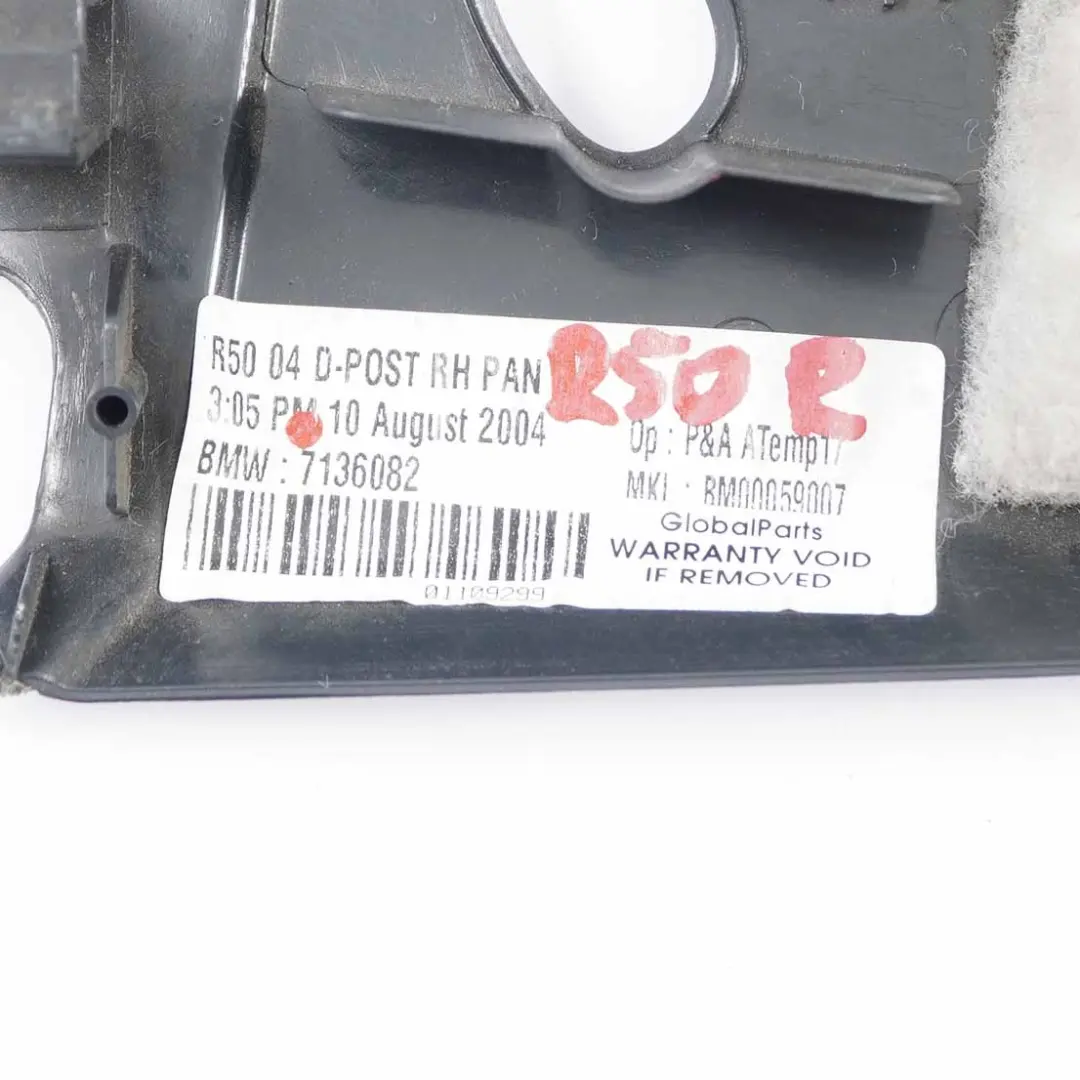 R50 04 D-POST RH PAN
R50 R
3:05 PM 10 August 2004
Op : P&A ATemp17
BMW : 7136082
MKL : BM00059007
GlobalParts
WARRANTY VOID
IF REMOVED
01109299